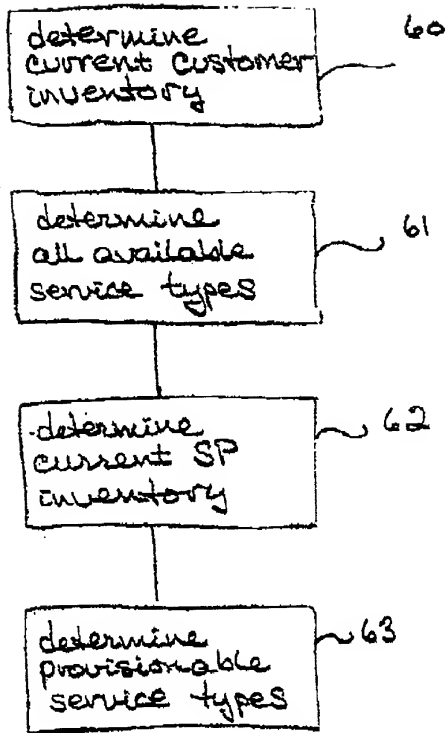 determine
current customer
inventory
60
determine
all available
service types
61
determine
current SP
inventory
62
determine
provisionable
service types
63